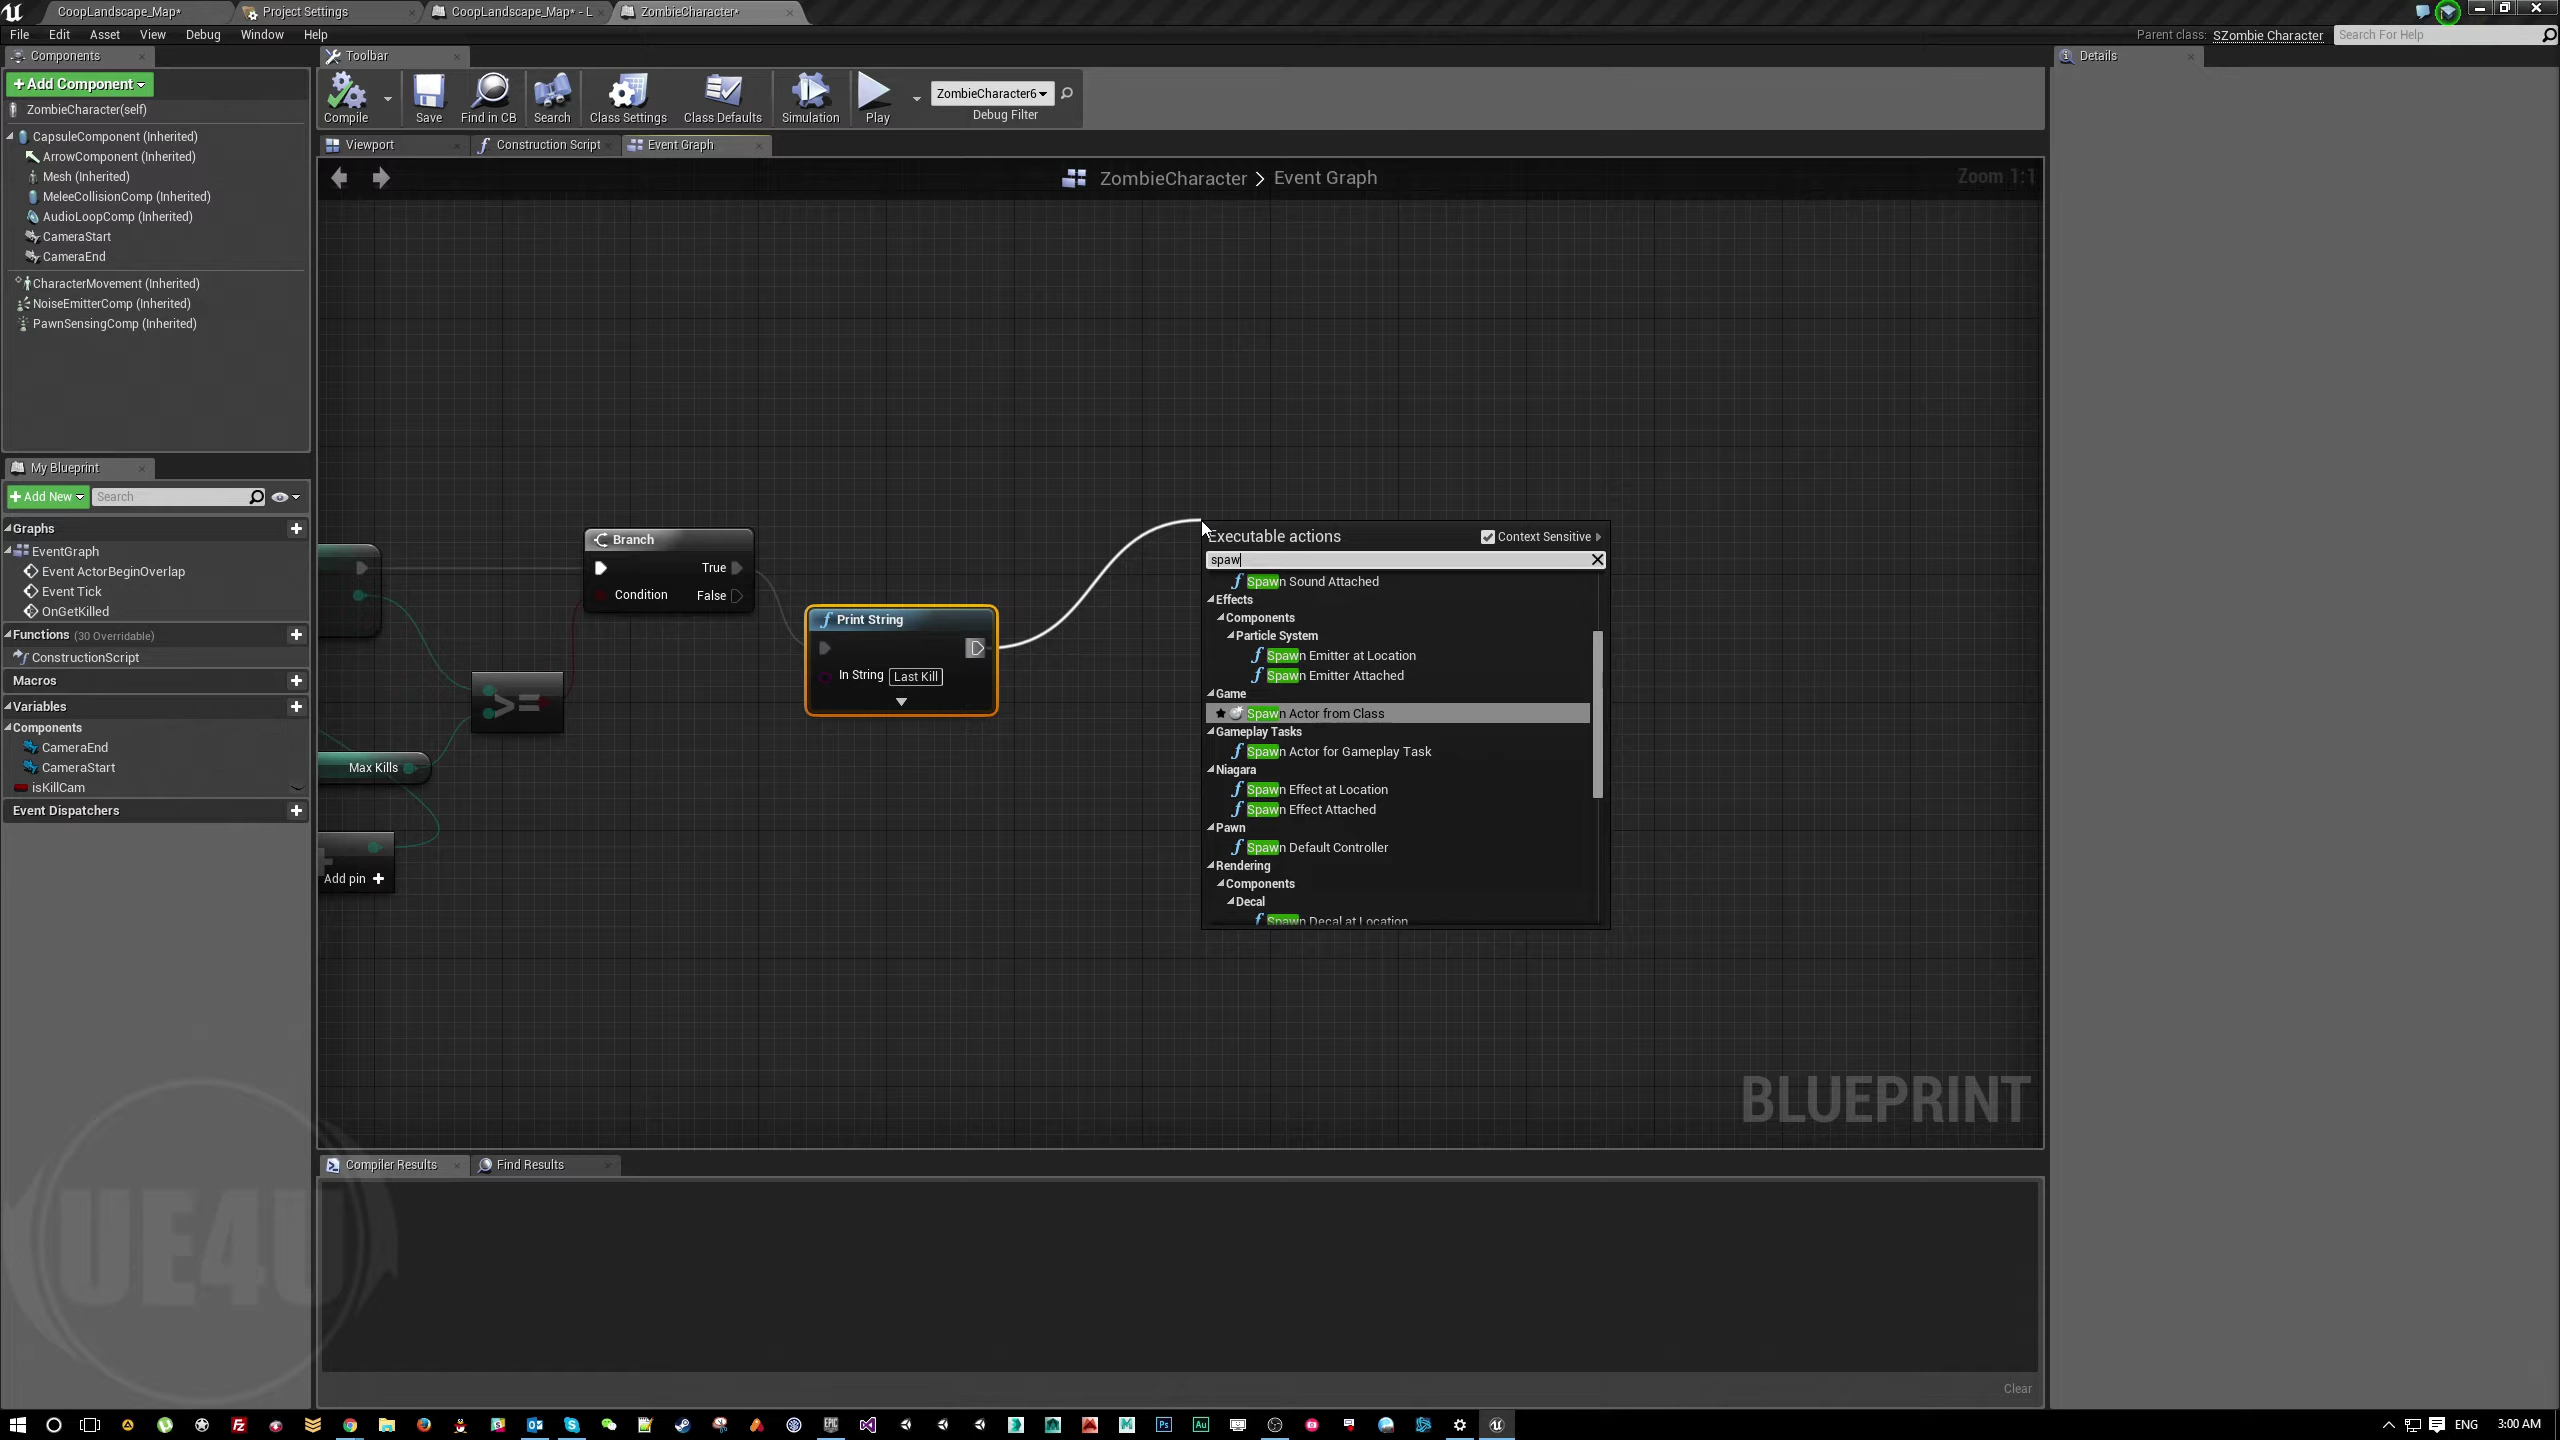 CoopLandscape_Map*
Project Settings
CoopLandscape_Map* - L
ZombieCharacter*
File Edit Asset View Debug Window Help
Parent class: SZombie Character
Search For Help
Components
+Add Component
ZombieCharacter(self)
CapsuleComponent (Inherited)
ArrowComponent (Inherited)
Mesh (Inherited)
MeleeCollisionComp (Inherited)
AudioLoopComp (Inherited)
CameraStart
CameraEnd
CharacterMovement (Inherited)
NoiseEmitterComp (Inherited)
PawnSensingComp (Inherited)
My Blueprint
+Add New
Search
Graphs
EventGraph
Event ActorBeginOverlap
Event Tick
OnGetKilled
Functions (30 Overridable)
ConstructionScript
Macros
Variables
Components
CameraEnd
CameraStart
isKillCam
Event Dispatchers
Toolbar
Compile
Save
Find in CB
Search
Class Settings
Class Defaults
Simulation
Play
ZombieCharacter6
Debug Filter
Viewport
Construction Script
Event Graph
ZombieCharacter > Event Graph
Zoom 1:1
Branch
True
Condition
False
Print String
In String Last Kill
>=
Max Kills
Add pin +
Executable actions
Context Sensitive
spaw
Spawn Sound Attached
Effects
Components
Particle System
Spawn Emitter at Location
Spawn Emitter Attached
Game
Spawn Actor from Class
Gameplay Tasks
Spawn Actor for Gameplay Task
Niagara
Spawn Effect at Location
Spawn Effect Attached
Pawn
Spawn Default Controller
Rendering
Components
Decal
Spawn Decal at Location
BLUEPRINT
Details
Compiler Results
Find Results
Clear
UE4U
ENG
3:00 AM